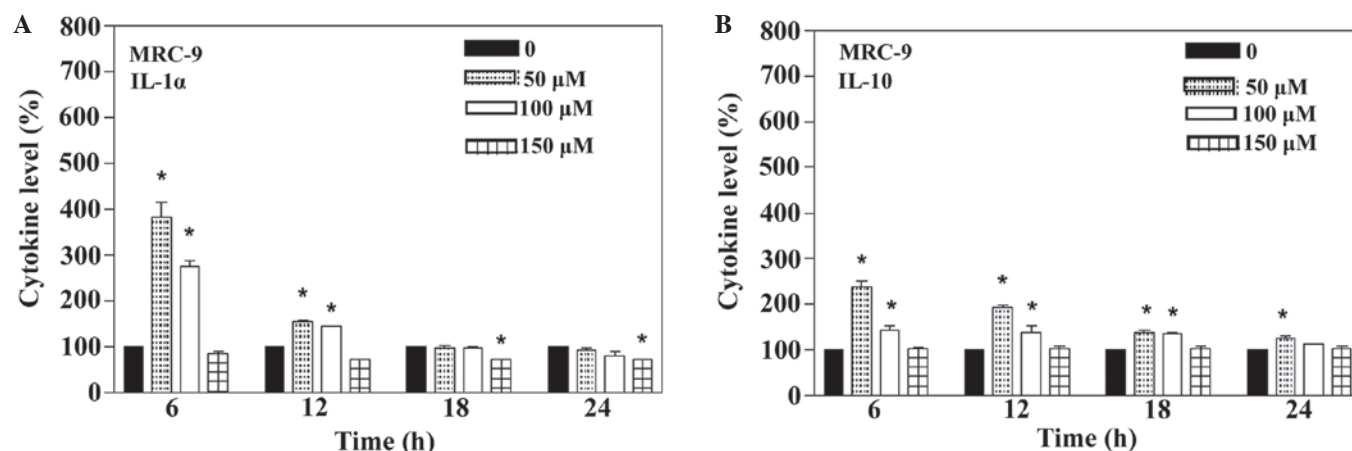 A
MRC-9
IL-1α
0
50 µM
100 µM
150 µM
Cytokine level (%)
800
700
600
500
400
300
200
100
0
* * * * * *
6 12 18 24
Time (h)
B
MRC-9
IL-10
0
50 µM
100 µM
150 µM
Cytokine level (%)
800
700
600
500
400
300
200
100
0
* * * * * * *
6 12 18 24
Time (h)